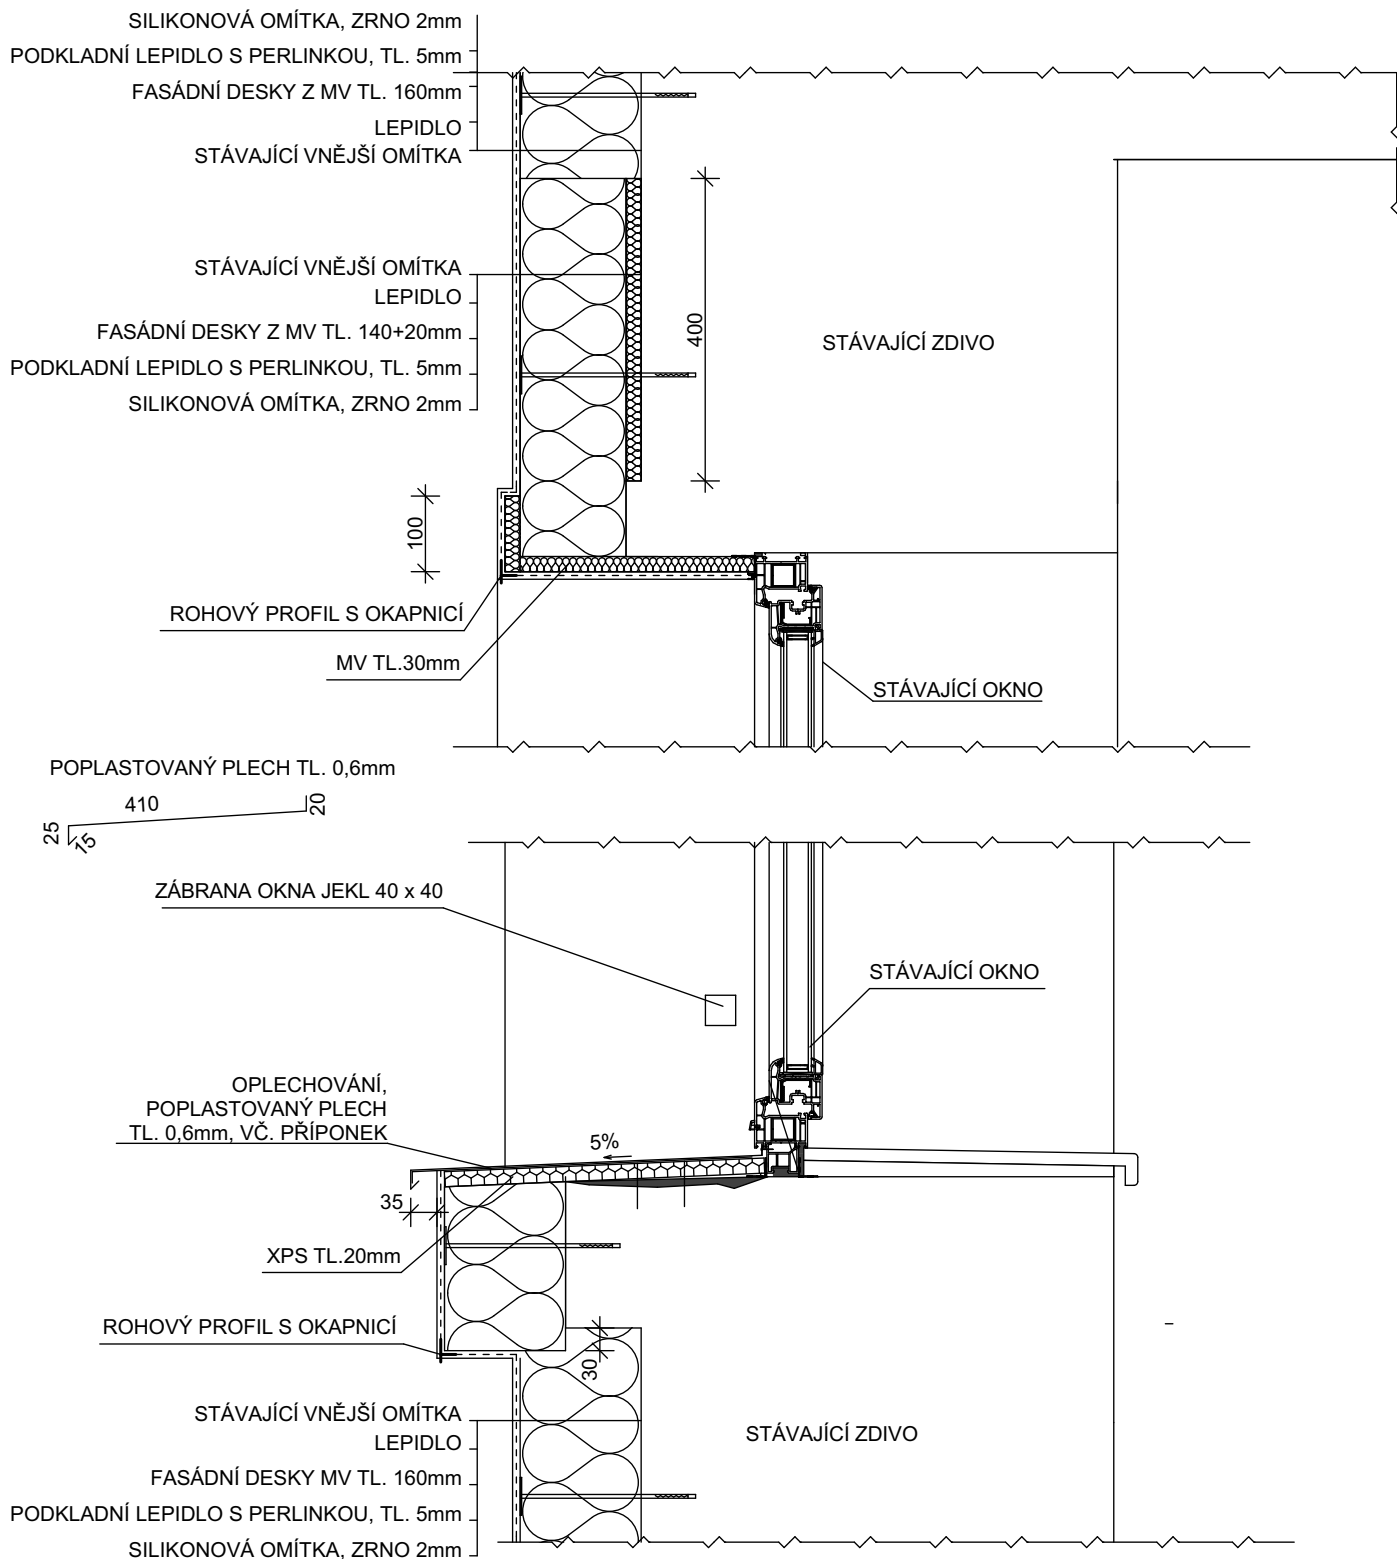 SILIKONOVÁ OMÍTKA, ZRNO 2mm
PODKLADNÍ LEPIDLO S PERLINKOU, TL. 5mm
FASÁDNÍ DESKY Z MV TL. 160mm
LEPIDLO
STÁVAJÍCÍ VNĚJŠÍ OMÍTKA
STÁVAJÍCÍ VNĚJŠÍ OMÍTKA
LEPIDLO
FASÁDNÍ DESKY Z MV TL. 140+20mm
PODKLADNÍ LEPIDLO S PERLINKOU, TL. 5mm
SILIKONOVÁ OMÍTKA, ZRNO 2mm
400
STÁVAJÍCÍ ZDIVO
100
ROHOVÝ PROFIL S OKAPNICÍ
MV TL.30mm
STÁVAJÍCÍ OKNO
POPLASTOVANÝ PLECH TL. 0,6mm
410
20
25
15
ZÁBRANA OKNA JEKL 40 x 40
STÁVAJÍCÍ OKNO
OPLECHOVÁNÍ,
POPLASTOVANÝ PLECH
TL. 0,6mm, VČ. PŘÍPONEK
5%
35
XPS TL.20mm
ROHOVÝ PROFIL S OKAPNICÍ
30
STÁVAJÍCÍ VNĚJŠÍ OMÍTKA
LEPIDLO
FASÁDNÍ DESKY MV TL. 160mm
PODKLADNÍ LEPIDLO S PERLINKOU, TL. 5mm
SILIKONOVÁ OMÍTKA, ZRNO 2mm
STÁVAJÍCÍ ZDIVO